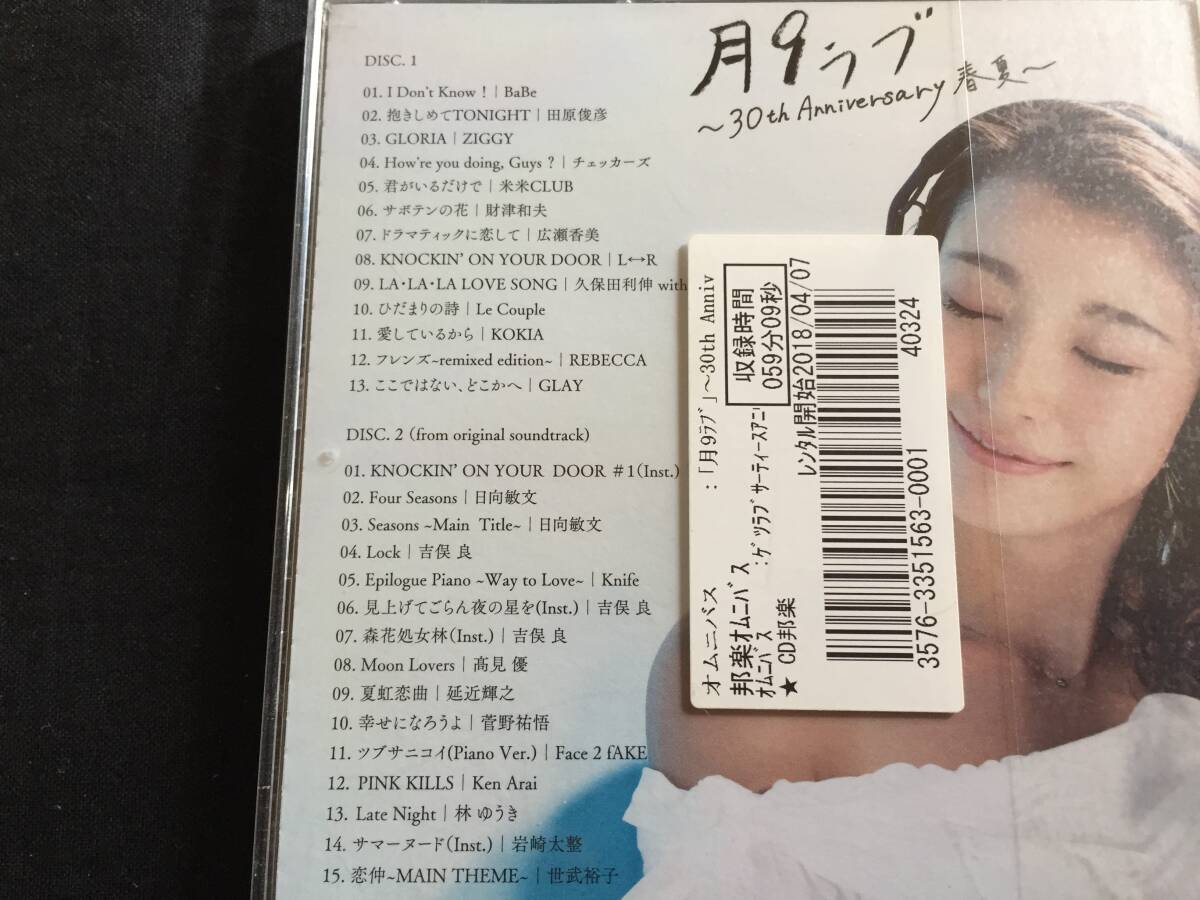 月9ラブ
～30th Anniversary 春夏～
DISC. 1
01. I Don't Know！｜BaBe
02. 抱きしめてTONIGHT｜田原俊彦
03. GLORIA｜ZIGGY
04. How're you doing, Guys？｜チェッカーズ
05. 君がいるだけで｜米米CLUB
06. サボテンの花｜財津和夫
07. ドラマティックに恋して｜広瀬香美
08. KNOCKIN' ON YOUR DOOR｜L↔R
09. LA・LA・LA LOVE SONG｜久保田利伸 with
10. ひだまりの詩｜Le Couple
11. 愛しているから｜KOKIA
12. フレンズ~remixed edition~｜REBECCA
13. ここではない、どこかへ｜GLAY
DISC. 2（from original soundtrack）
01. KNOCKIN' ON YOUR DOOR #1(Inst.)
02. Four Seasons｜日向敏文
03. Seasons ~Main Title~｜日向敏文
04. Lock｜吉俣 良
05. Epilogue Piano ~Way to Love~｜Knife
06. 見上げてごらん夜の星を(Inst.)｜吉俣 良
07. 森花処女林(Inst.)｜吉俣 良
08. Moon Lovers｜髙見 優
09. 夏虹恋曲｜延近輝之
10. 幸せになろうよ｜菅野祐悟
11. ツブサニコイ(Piano Ver.)｜Face 2 fAKE
12. PINK KILLS｜Ken Arai
13. Late Night｜林 ゆうき
14. サマーヌード(Inst.)｜岩崎太整
15. 恋仲~MAIN THEME~｜世武裕子
オムニバス
：「月9ﾗﾌﾞ」～30th Anniv
邦楽オムニバス
オムニバス
：ｹﾞﾂﾗﾌﾞｻｰﾃｨｰｽｱﾆ
★ CD邦楽
収録時間
059分09秒
レンタル開始2018/04/07
40324
3576-3351563-0001